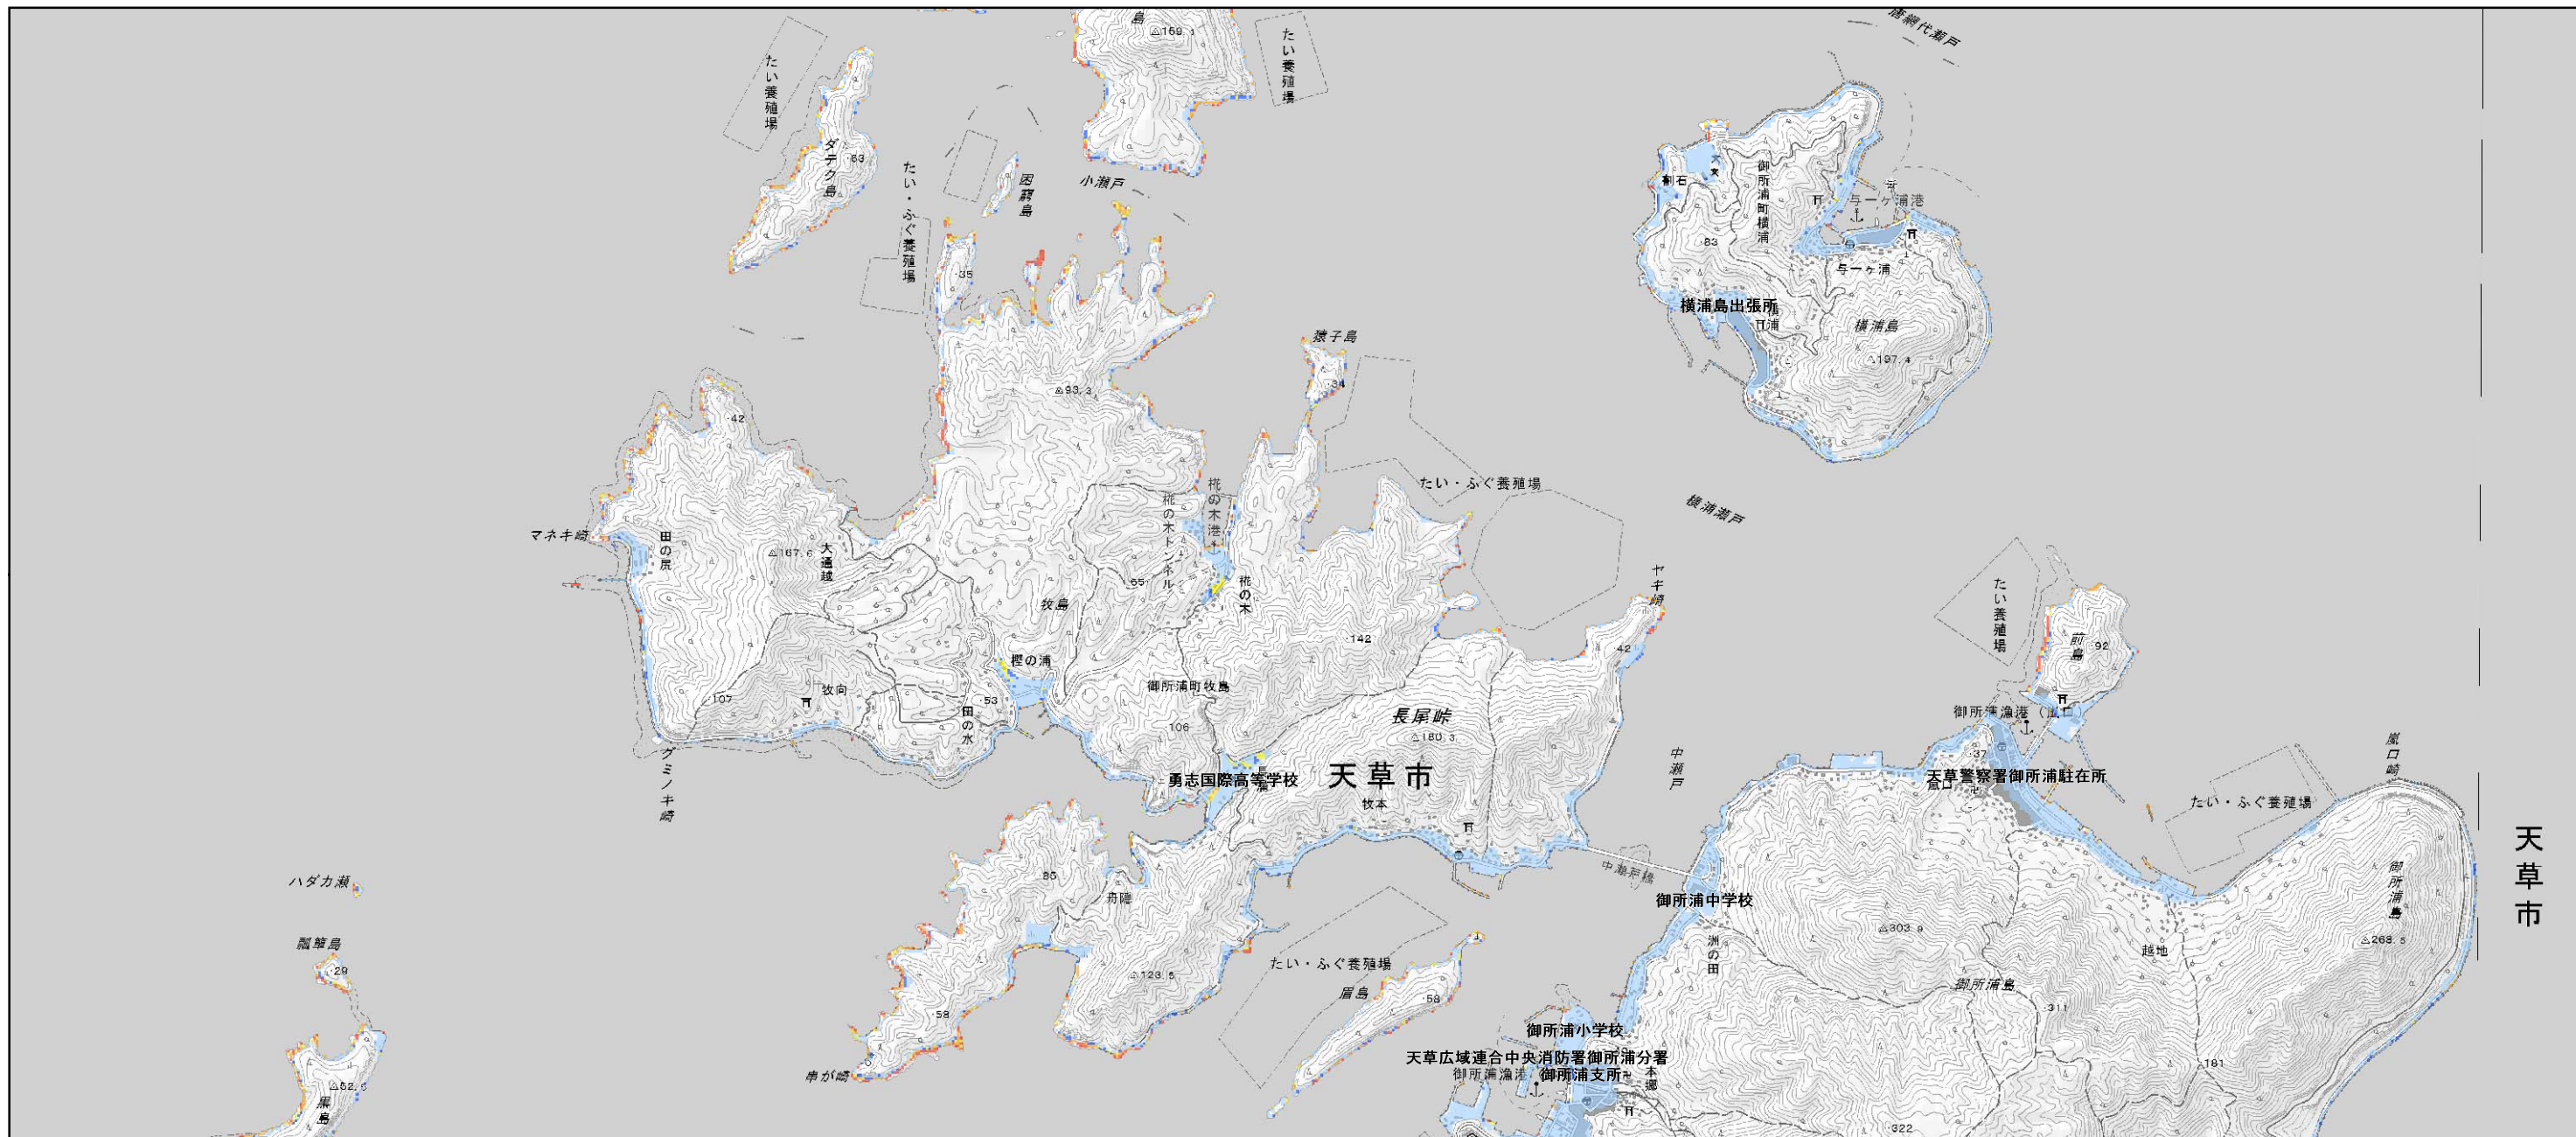 島
△159.1
たい養殖場
唐網代瀬戸
たい養殖場
ダテク島
63
たい・ふぐ養殖場
小瀬戸
割石
御所浦町横浦
与一ヶ浦港
83
与一ヶ浦
35
横浦島出張所
横浦島
△197.4
猿子島
34
△93.3
42
たい・ふぐ養殖場
横浦瀬戸
椛の木港
椛の木トンネル
マネキ崎
田の尻
△167.6
大通越
65
椛の木
牧島
ヤキ崎
たい養殖場
142
42
前島
92
樫の浦
御所浦町牧島
107
牧向
53
田の水
106
長尾峠
△180.3
御所浦漁港
37
グミノキ崎
勇志国際高等学校
天草市
牧本
中瀬戸
天草警察署御所浦駐在所
嵐口
たい・ふぐ養殖場
嵐口崎
天草市
ハダカ瀬
86
舟隠
中瀬戸橋
御所浦中学校
御所浦島
△303.9
△268.5
瓢箪島
29
洲の田
越地
たい・ふぐ養殖場
△123.5
眉島
58
58
御所浦島
311
御所浦小学校
天草広域連合中央消防署御所浦分署
御所浦漁港
御所浦支所
本郷
串が崎
181
△52.6
黒島
322